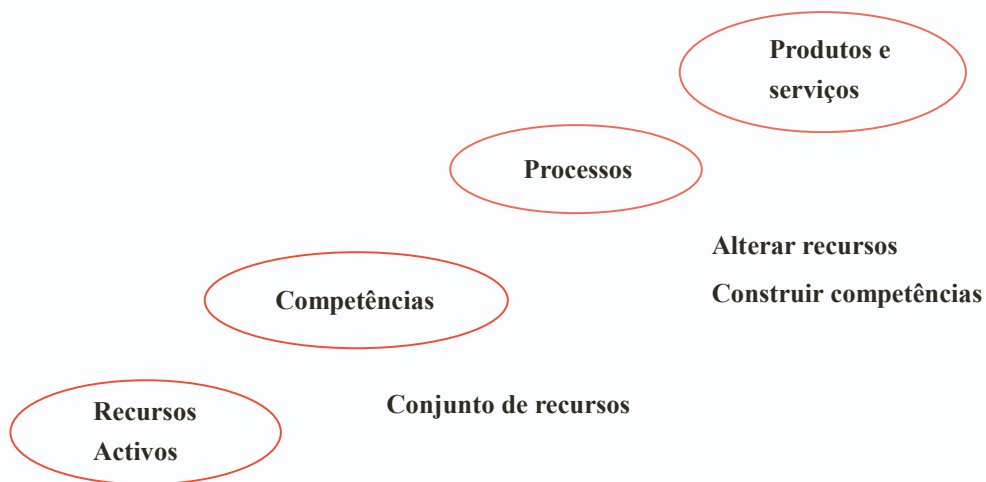 Produtos e
serviços
Processos
Alterar recursos
Construir competências
Competências
Conjunto de recursos
Recursos
Activos